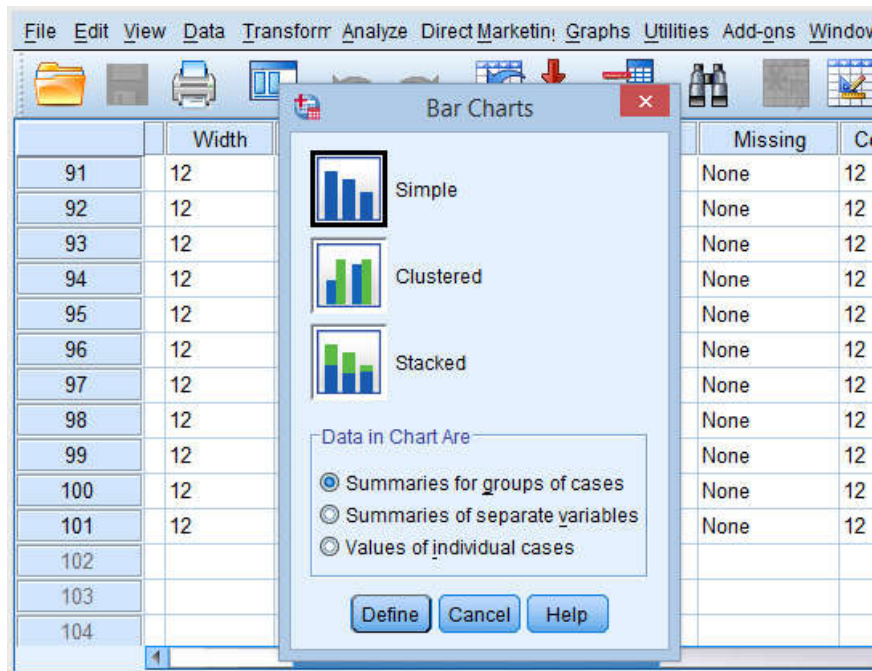 File Edit View Data Transform Analyze Direct Marketing Graphs Utilities Add-ons Window
Bar Charts
Width Missing
91 12 None 12
92 12 None 12
93 12 None 12
94 12 None 12
95 12 None 12
96 12 None 12
97 12 None 12
98 12 None 12
99 12 None 12
100 12 None 12
101 12 None 12
102
103
104
Simple
Clustered
Stacked
Data in Chart Are
Summaries for groups of cases
Summaries of separate variables
Values of individual cases
Define Cancel Help